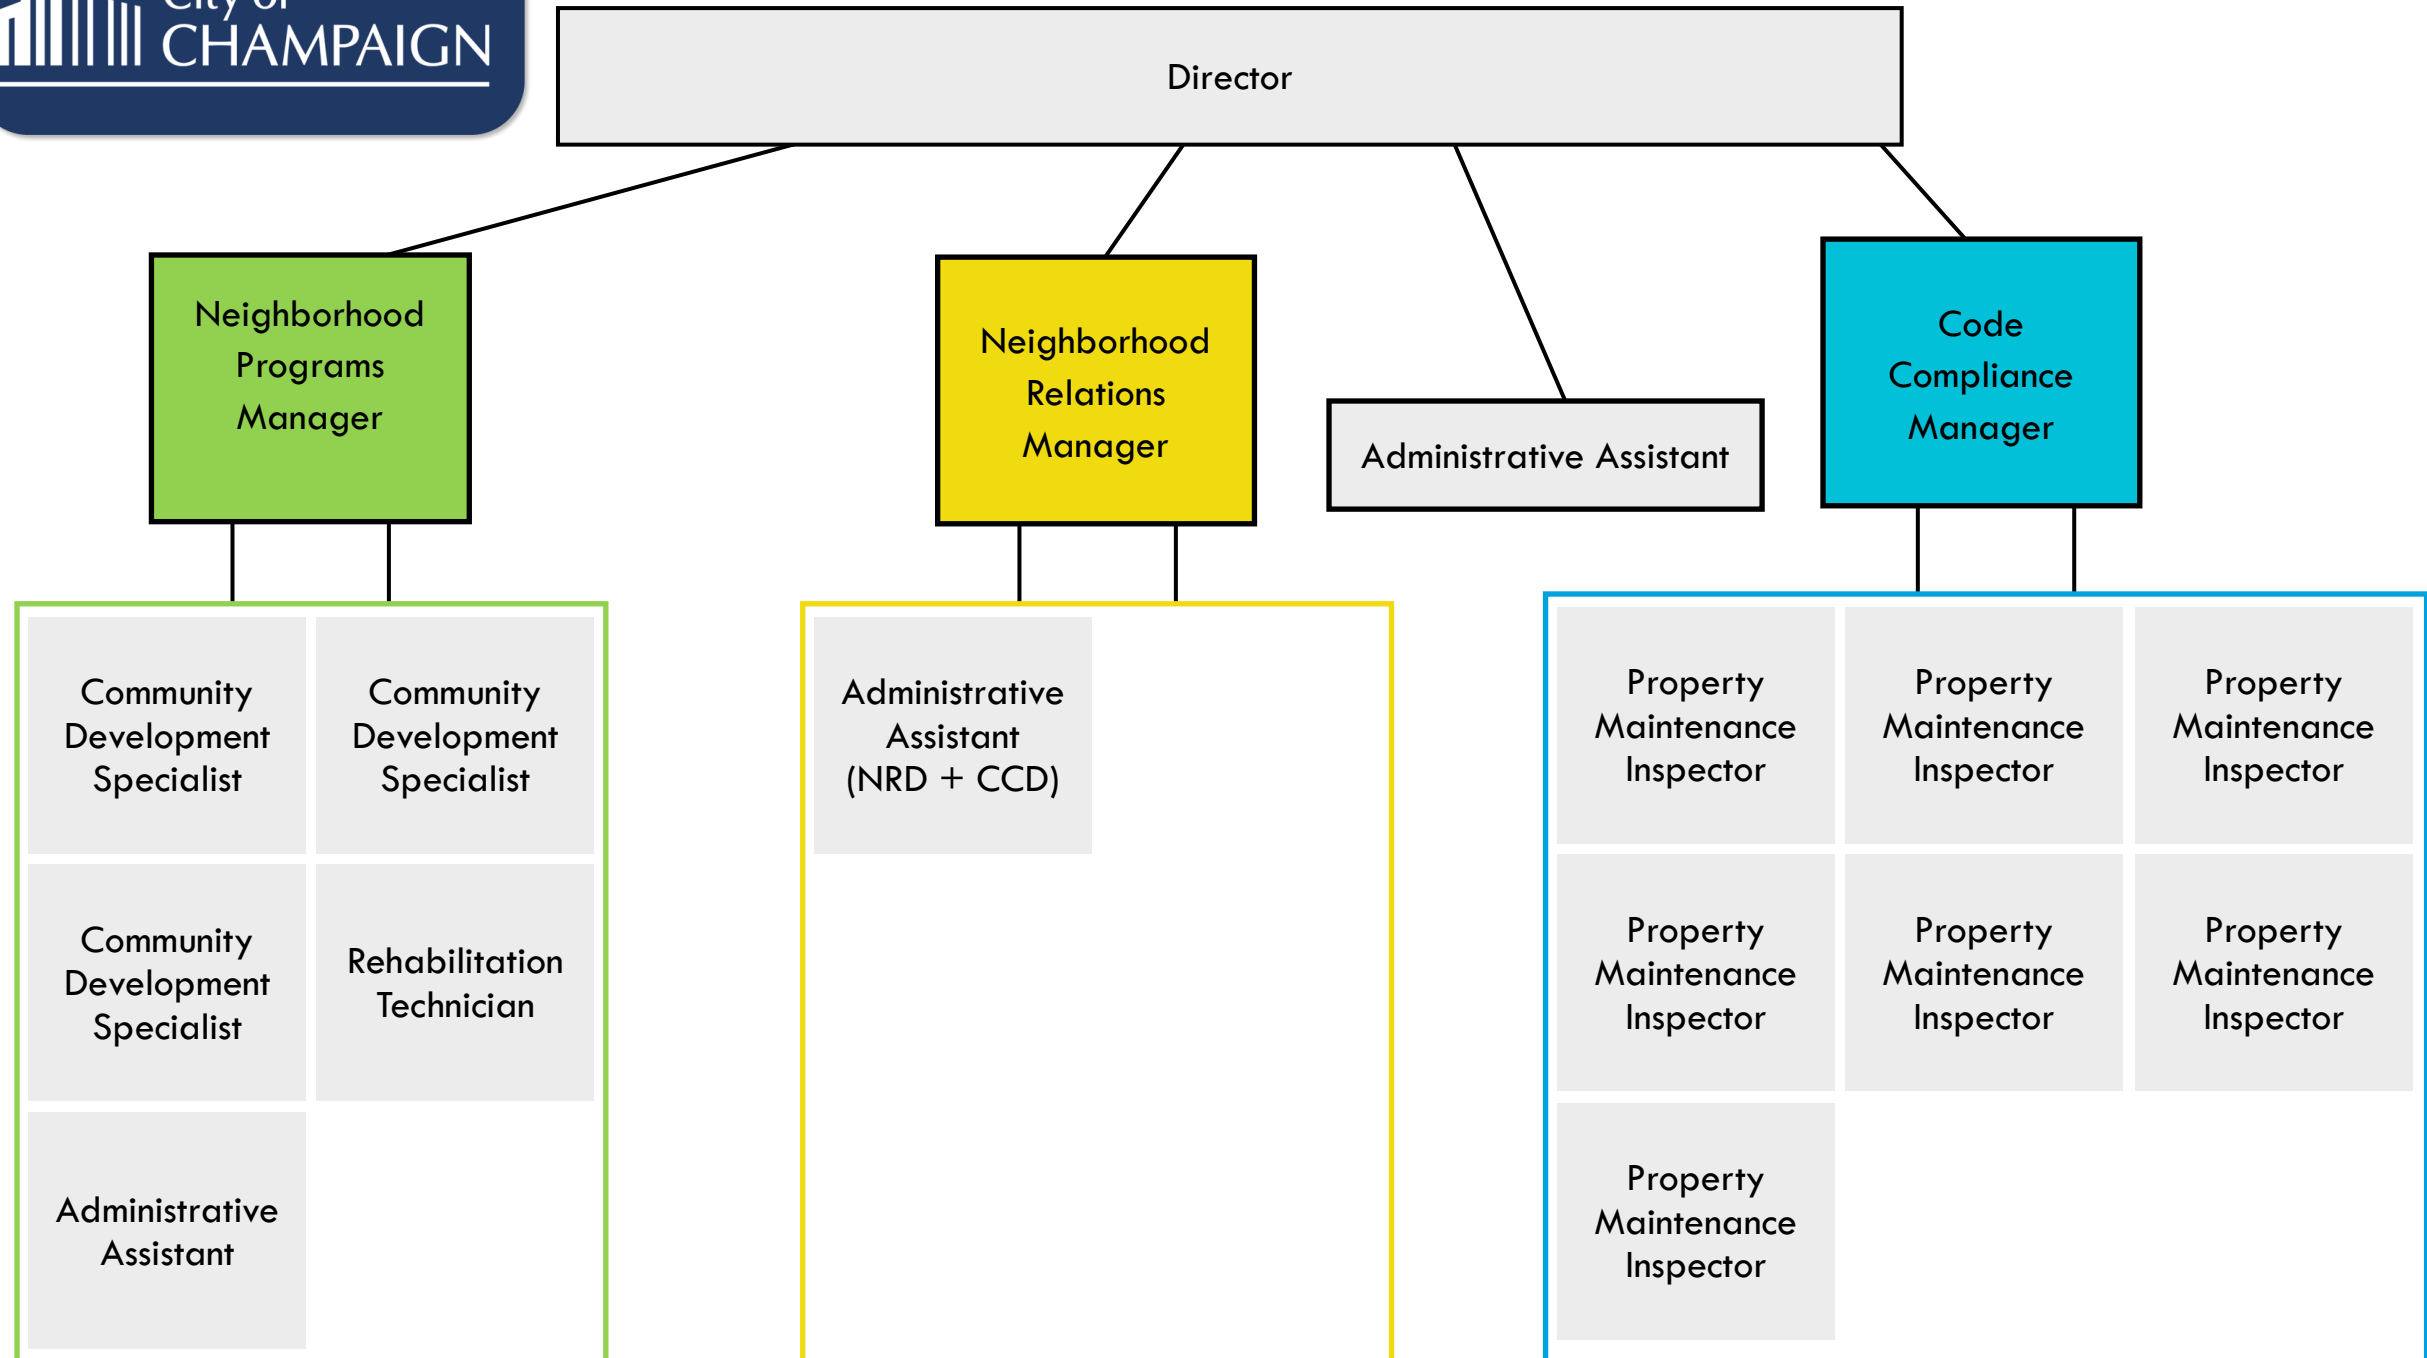 City of
CHAMPAIGN
Director
Neighborhood
Programs
Manager
Neighborhood
Relations
Manager
Administrative Assistant
Code
Compliance
Manager
Community
Development
Specialist
Community
Development
Specialist
Community
Development
Specialist
Rehabilitation
Technician
Administrative
Assistant
Administrative
Assistant
(NRD + CCD)
Property
Maintenance
Inspector
Property
Maintenance
Inspector
Property
Maintenance
Inspector
Property
Maintenance
Inspector
Property
Maintenance
Inspector
Property
Maintenance
Inspector
Property
Maintenance
Inspector